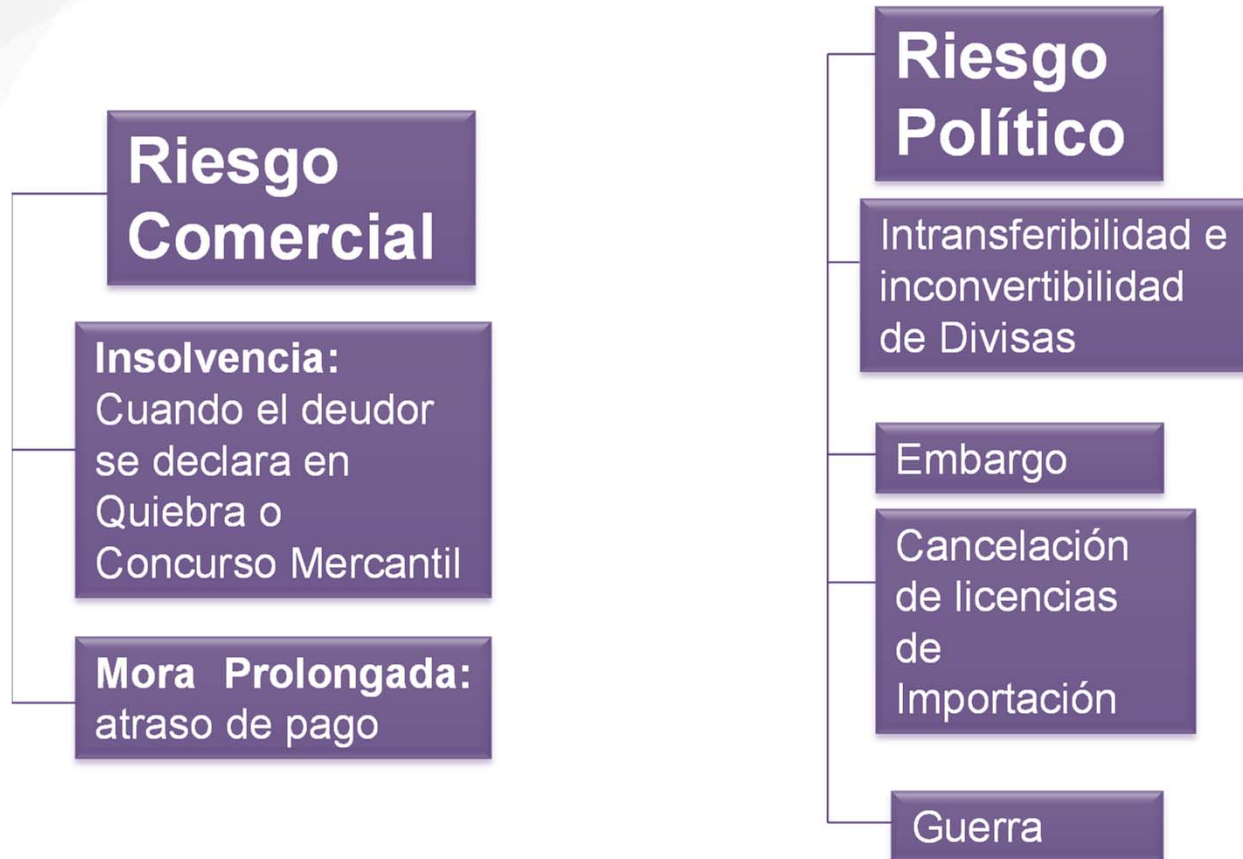 Riesgo
Comercial
Insolvencia:
Cuando el deudor
se declara en
Quiebra o
Concurso Mercantil
Mora Prolongada:
atraso de pago
Riesgo
Político
Intransferibilidad e
inconvertibilidad
de Divisas
Embargo
Cancelación
de licencias
de
Importación
Guerra